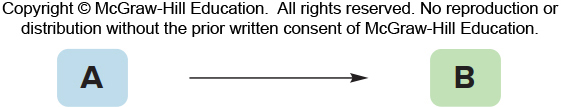 Copyright © McGraw-Hill Education.  All rights reserved. No reproduction or
distribution without the prior written consent of McGraw-Hill Education.
A B